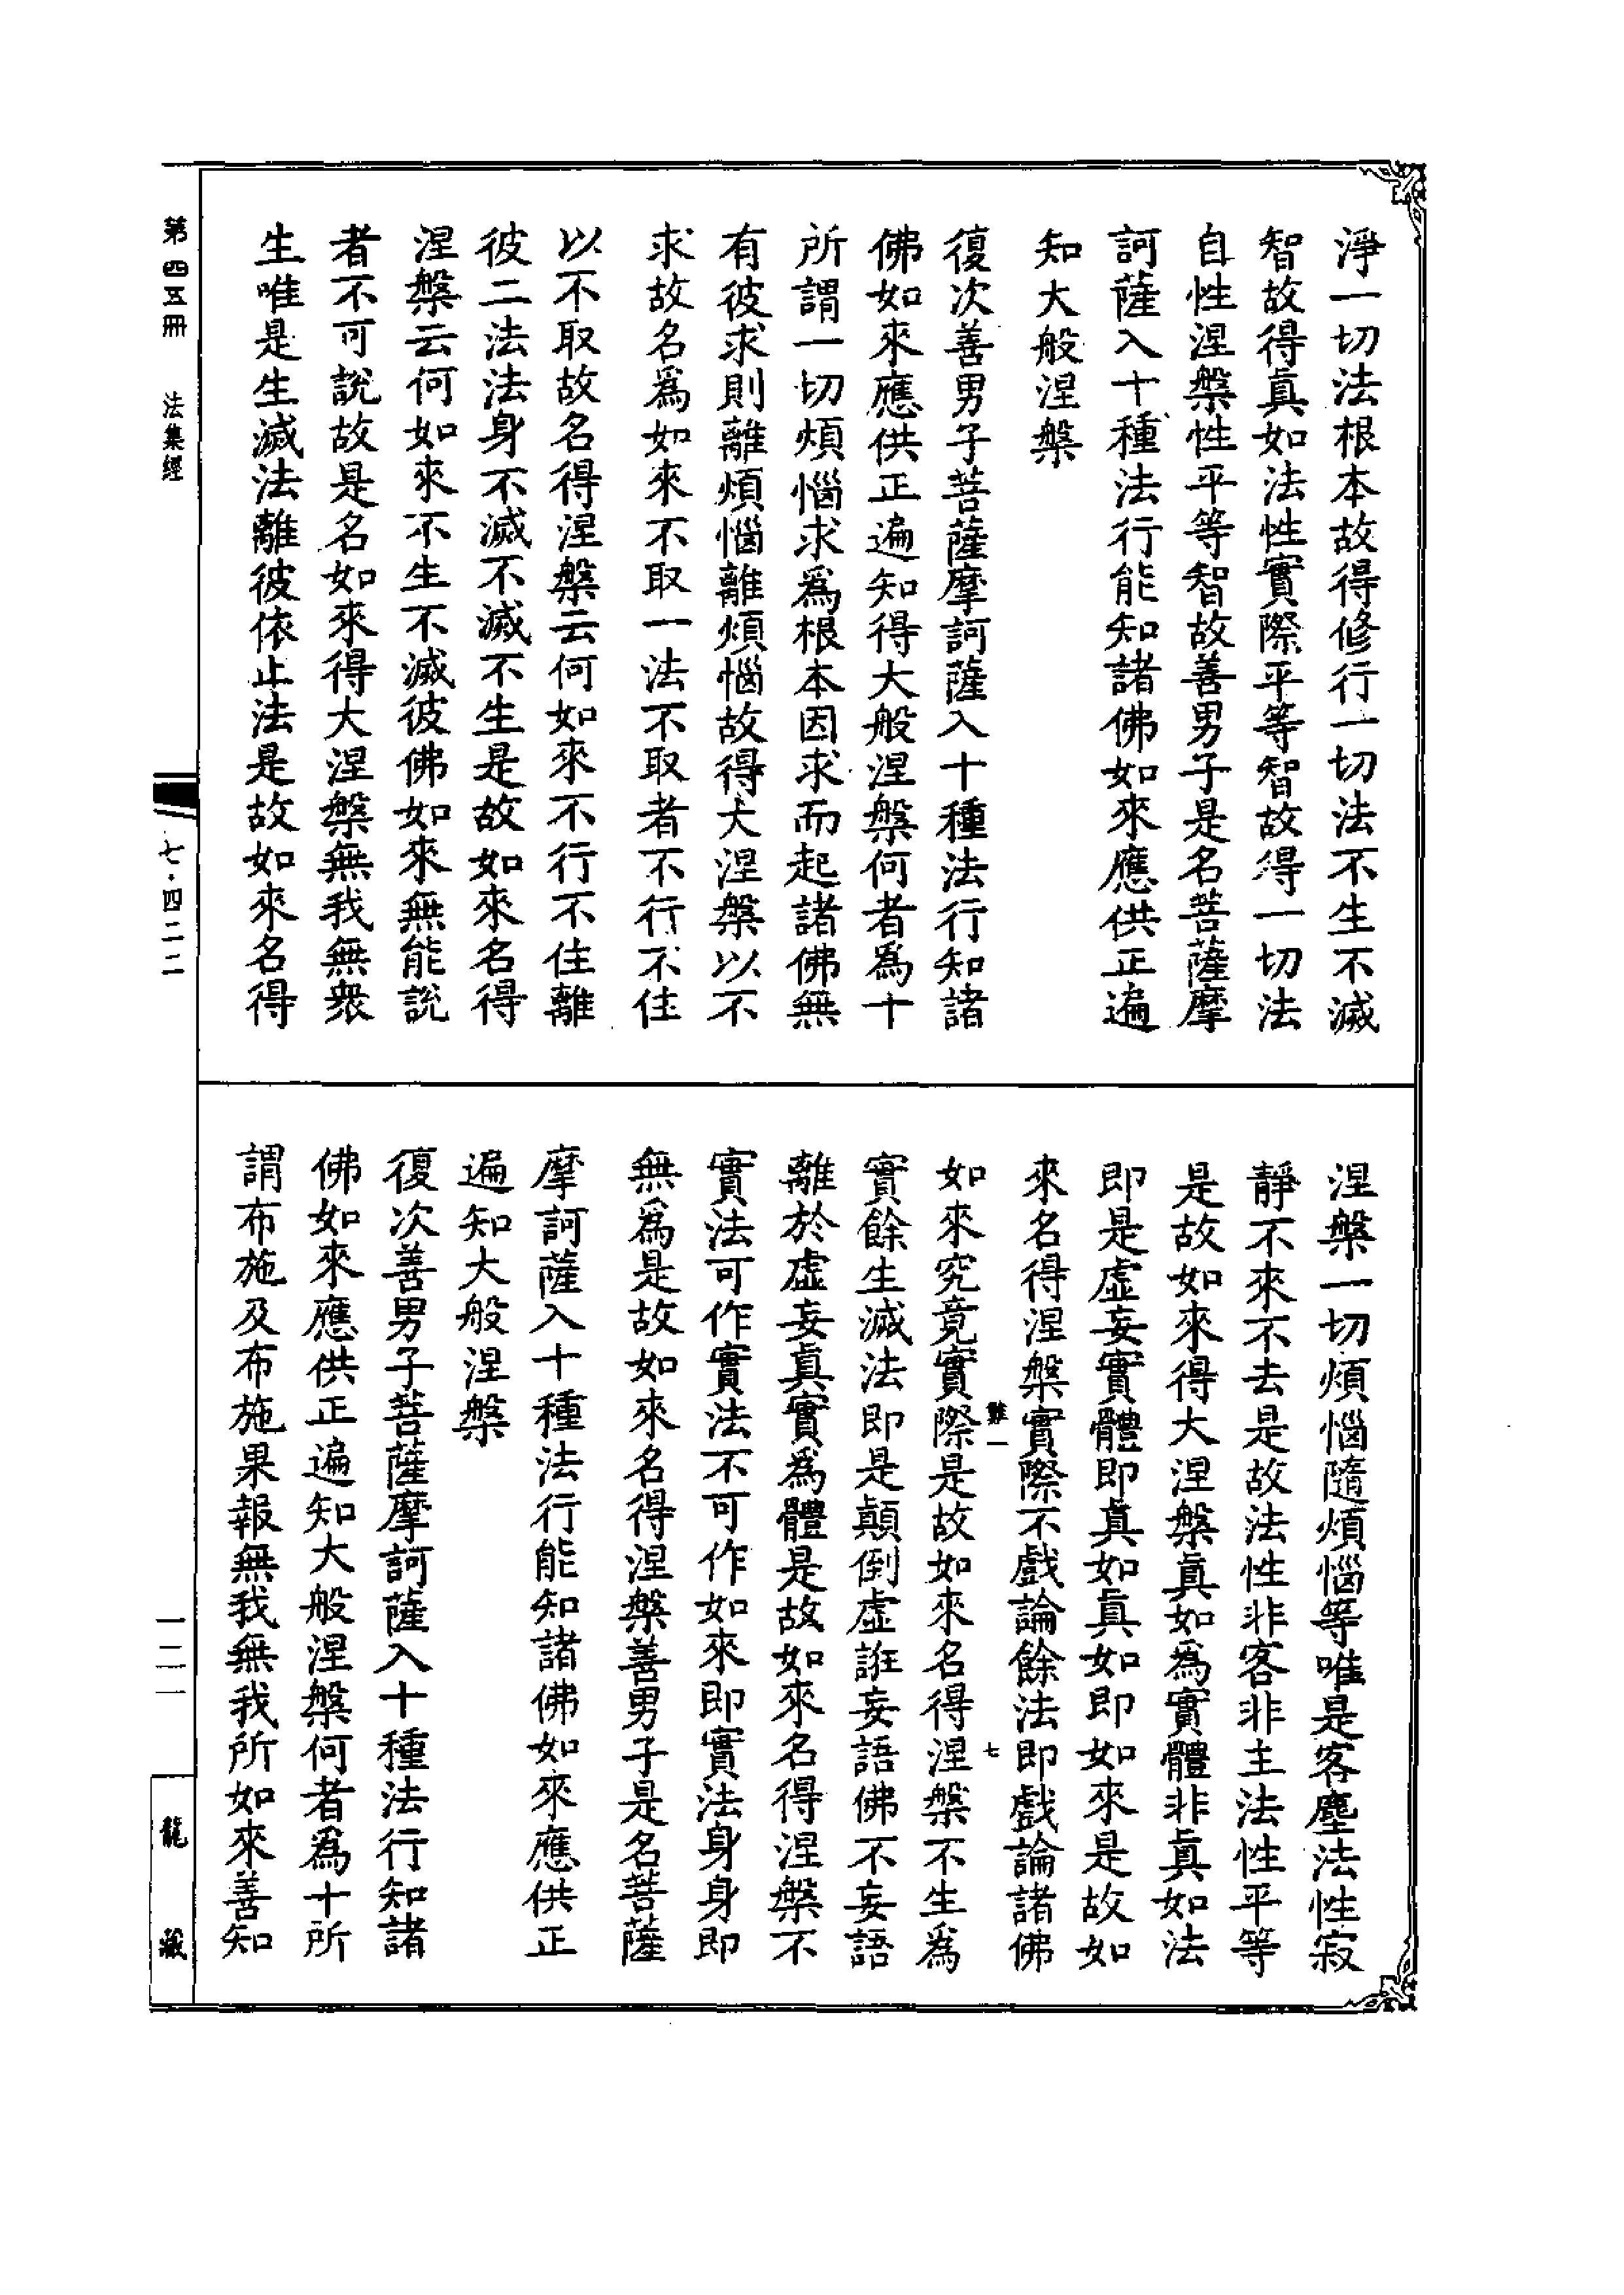 淨一切法根本故得修行一切法不生不滅
智故得真如法性實際平等智故得一切法
自性涅槃性平等智故善男子是名菩薩摩
訶薩入十種法行能知諸佛如來應供正遍
知大般涅槃
復次善男子菩薩摩訶薩入十種法行知諸
佛如來應供正遍知得大般涅槃何者爲十
所謂一切煩惱求爲根本因求而起諸佛無
有彼求則離煩惱離煩惱故得大涅槃以不
求故名爲如來不取一法不取者不行不住
以不取故名得涅槃云何如來不行不住離
彼二法法身不滅不滅不生是故如來名得
涅槃云何如來不生不滅彼佛如來無能說
者不可說故是名如來得大涅槃無我無衆
生唯是生滅法離彼依止法是故如來名得
涅槃一切煩惱隨煩惱等唯是客塵法性寂
靜不來不去是故法性非客非主法性平等
是故如來得大涅槃真如爲實體非真如法
即是虛妄實體即真如真如即如來是故如
來名得涅槃實際不戲論餘法即戲論諸佛
難一 七
如來究竟實際是故如來名得涅槃不生爲
實餘生滅法即是顛倒虛誑妄語佛不妄語
離於虛妄真實爲體是故如來名得涅槃不
實法可作實法不可作如來即實法身身即
無爲是故如來名得涅槃善男子是名菩薩
摩訶薩入十種法行能知諸佛如來應供正
遍知大般涅槃
復次善男子菩薩摩訶薩入十種法行知諸
佛如來應供正遍知大般涅槃何者爲十所
謂布施及布施果報無我無我所如來善知
第四五冊 法集經
七·四二二
一二一
龍藏